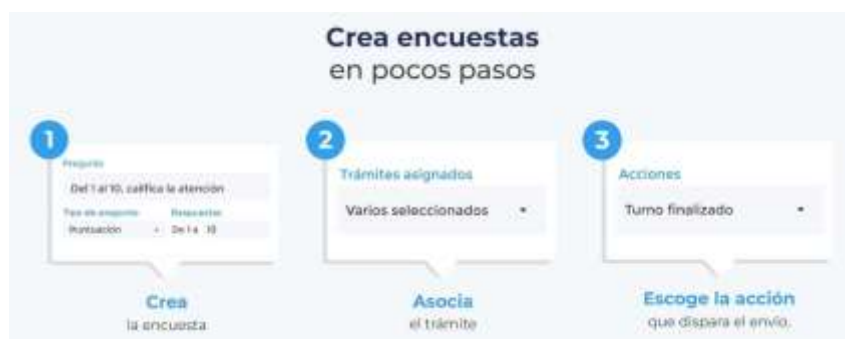 Crea encuestas
en pocos pasos
1
Pregunta
Del 1 al 10, califica la atención
Tipo de pregunta Respuestas
Puntuación De 1 a 10
Crea
la encuesta
2
Trámites asignados
Varios seleccionados
Asocia
el trámite
3
Acciones
Turno finalizado
Escoge la acción
que dispara el envío.